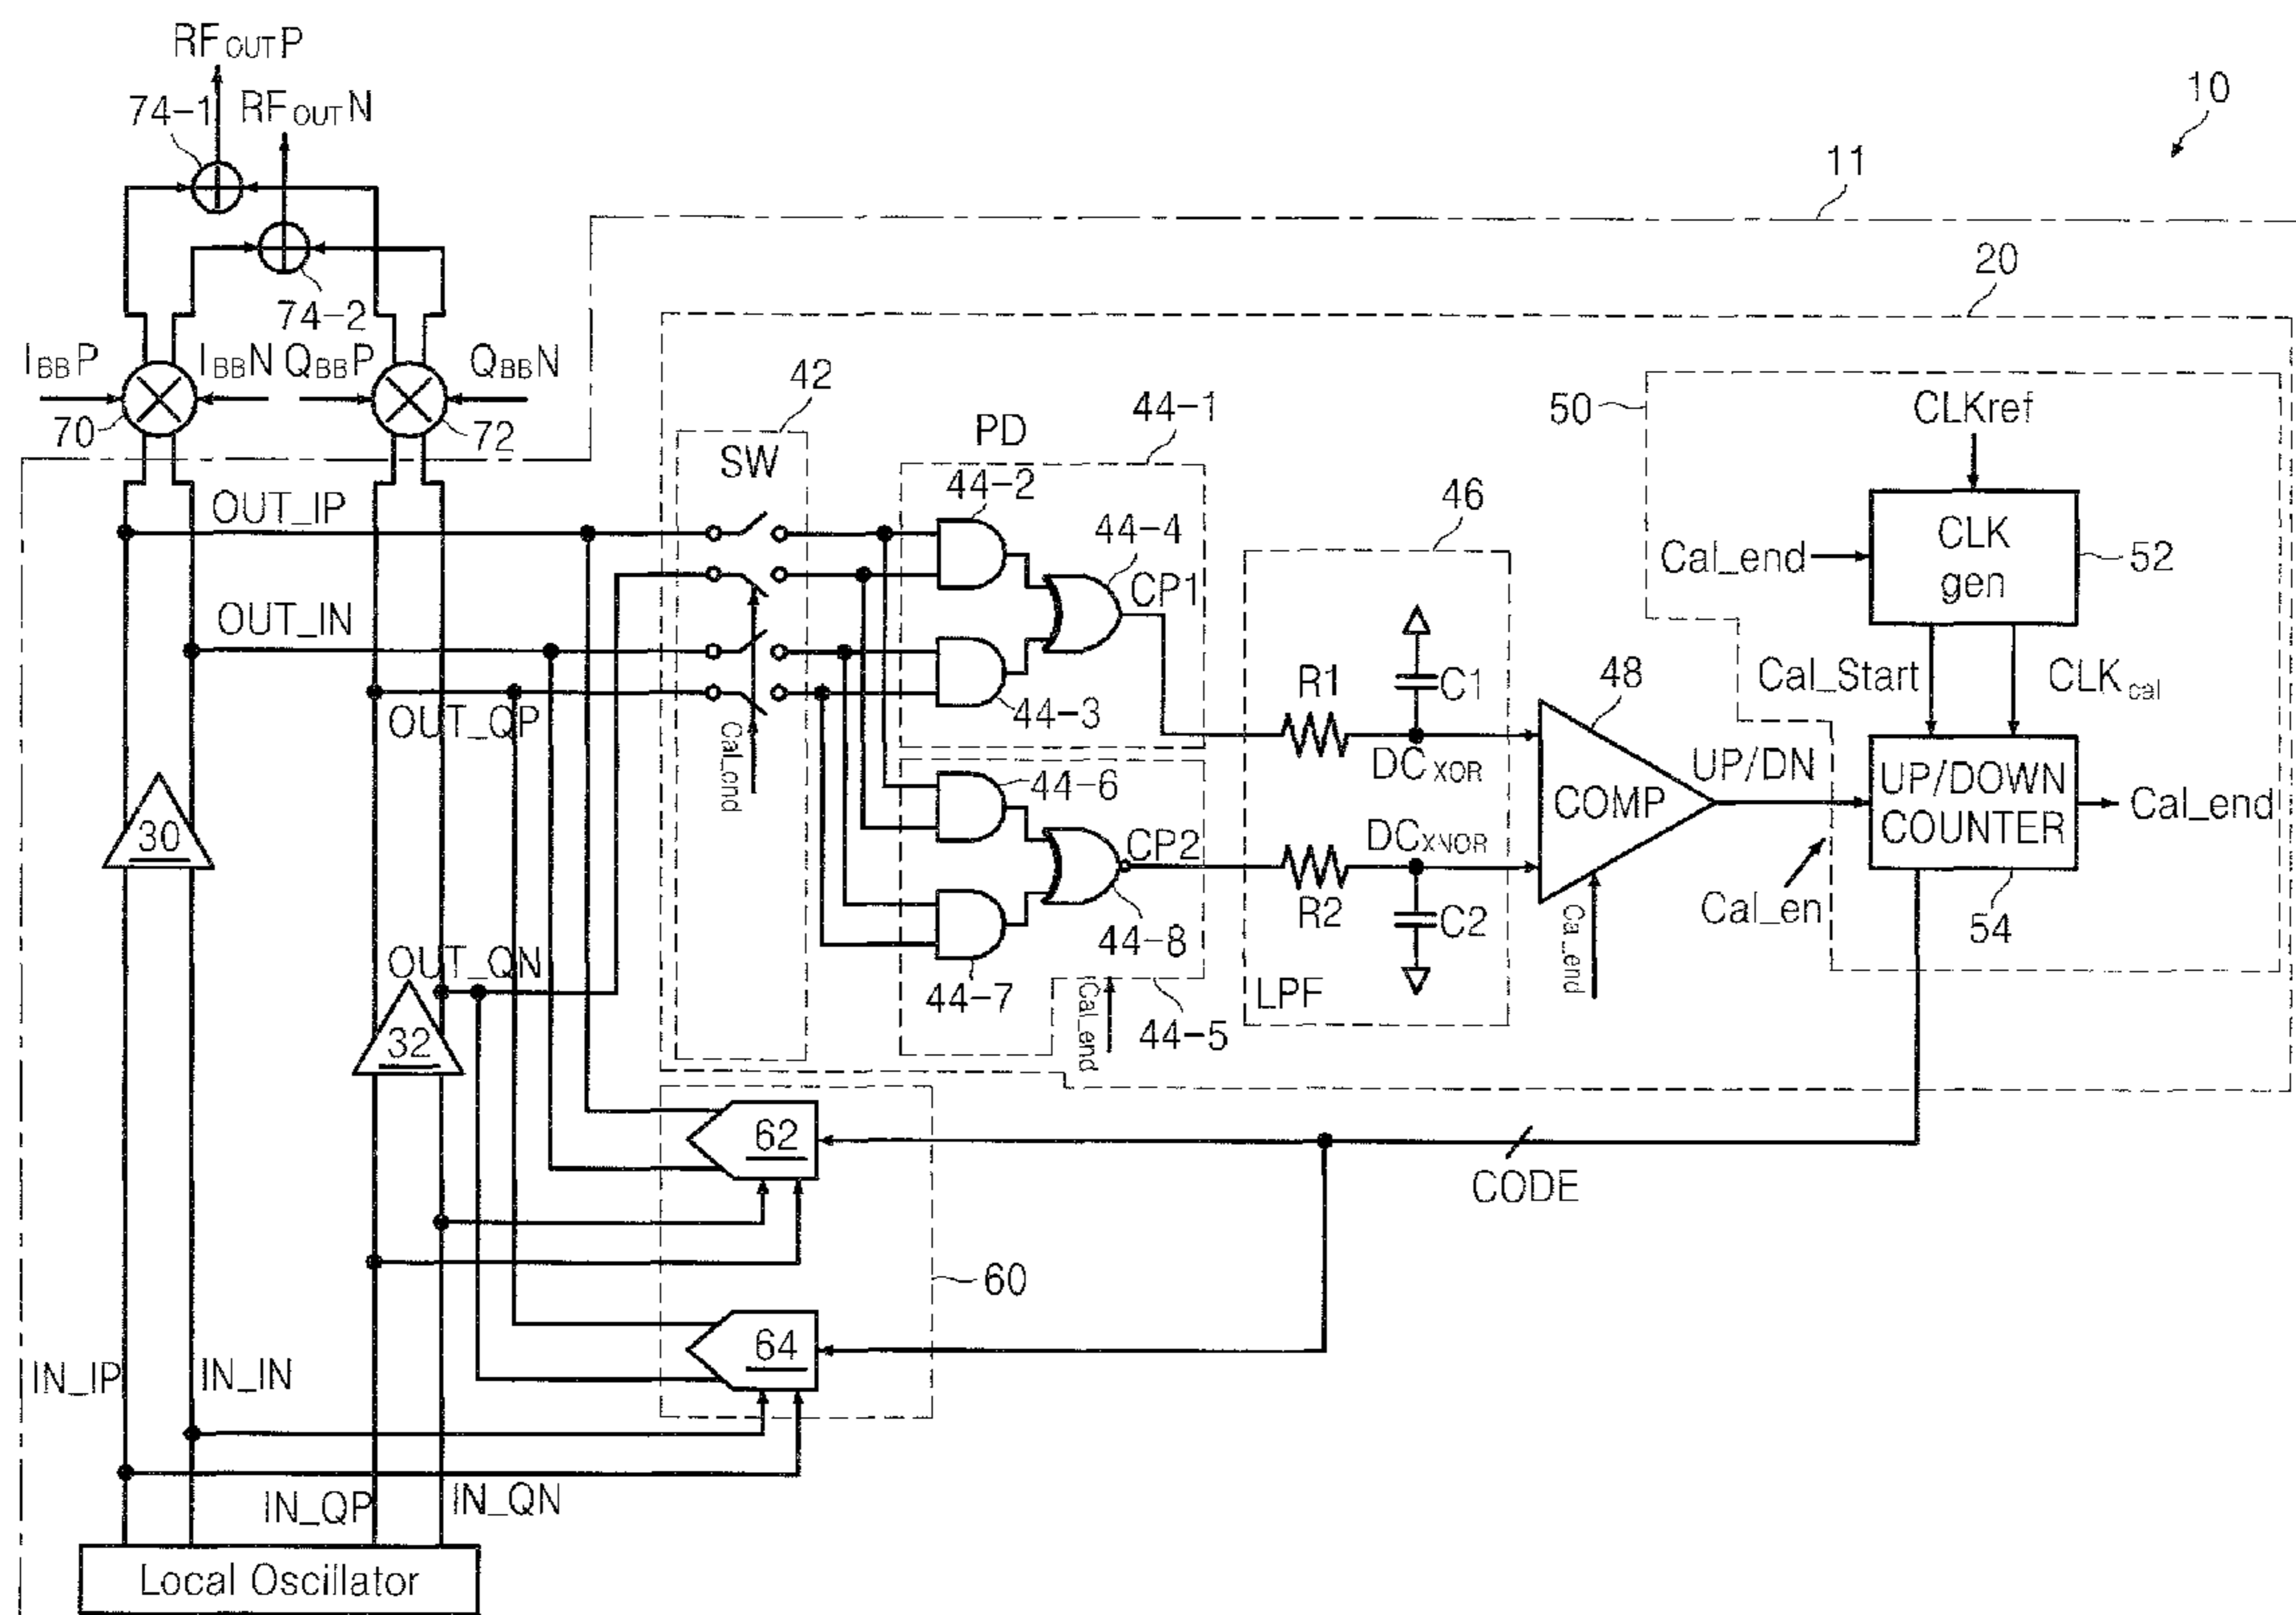 RFOUTP
74-1
RFOUTN
10
11
20
74-2
IBBP
IBBN
QBBP
QBBN
70
72
42
SW
PD
44-1
50
CLKref
44-2
OUT_IP
44-4
46
Cal_end
CLK
gen
52
CP1
OUT_IN
R1
C1
48
Cal_Start
CLKcal
44-3
OUT_QP
Cal_end
DCXOR
UP/DN
44-6
COMP
UP/DOWN
COUNTER
Cal_end
30
CP2
DCXNOR
R2
C2
Cal_en
54
44-8
Cal_end
OUT_QN
44-7
Cal_end
44-5
LPF
32
62
CODE
60
64
IN_IP
IN_IN
IN_QP
IN_QN
Local Oscillator